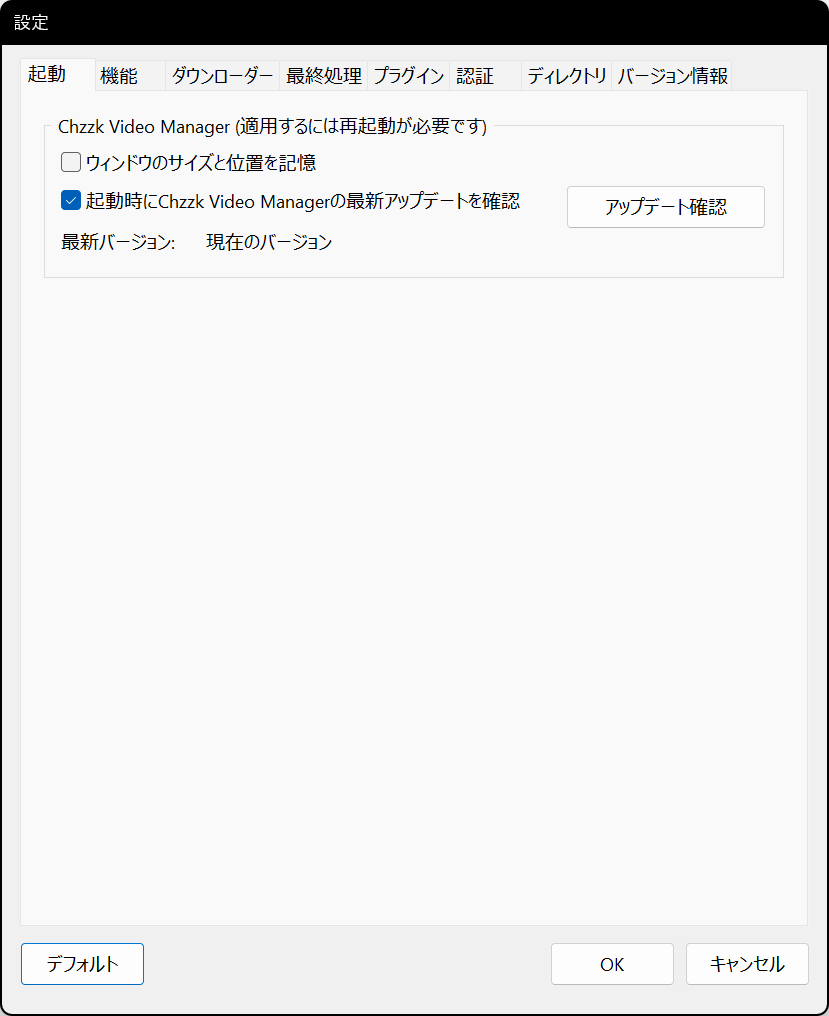 設定
起動 機能 ダウンローダー 最終処理 プラグイン 認証 ディレクトリ バージョン情報
Chzzk Video Manager (適用するには再起動が必要です)
ウィンドウのサイズと位置を記憶
起動時にChzzk Video Managerの最新アップデートを確認 アップデート確認
最新バージョン: 現在のバージョン
デフォルト OK キャンセル